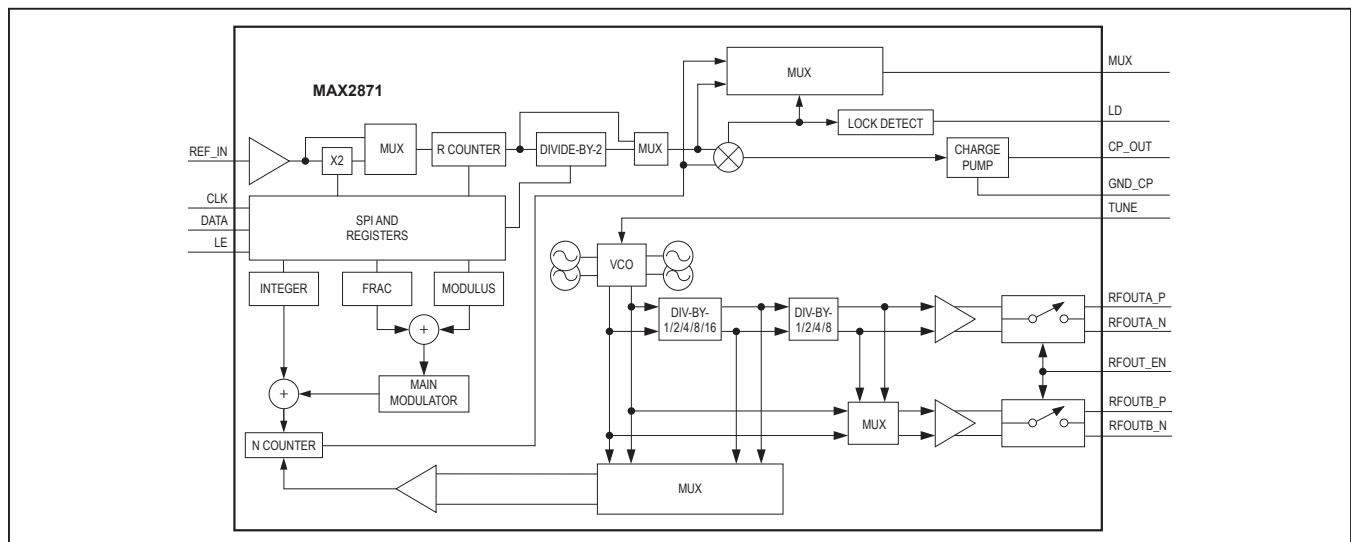 MAX2871
MUX
MUX
LD
LOCK DETECT
REF_IN
X2
MUX
R COUNTER
DIVIDE-BY-2
MUX
CHARGE
PUMP
CP_OUT
GND_CP
CLK
DATA
LE
SPI AND
REGISTERS
TUNE
VCO
INTEGER
FRAC
MODULUS
+
DIV-BY-
1/2/4/8/16
DIV-BY-
1/2/4/8
RFOUTA_P
RFOUTA_N
RFOUT_EN
+
MAIN
MODULATOR
MUX
RFOUTB_P
RFOUTB_N
N COUNTER
MUX